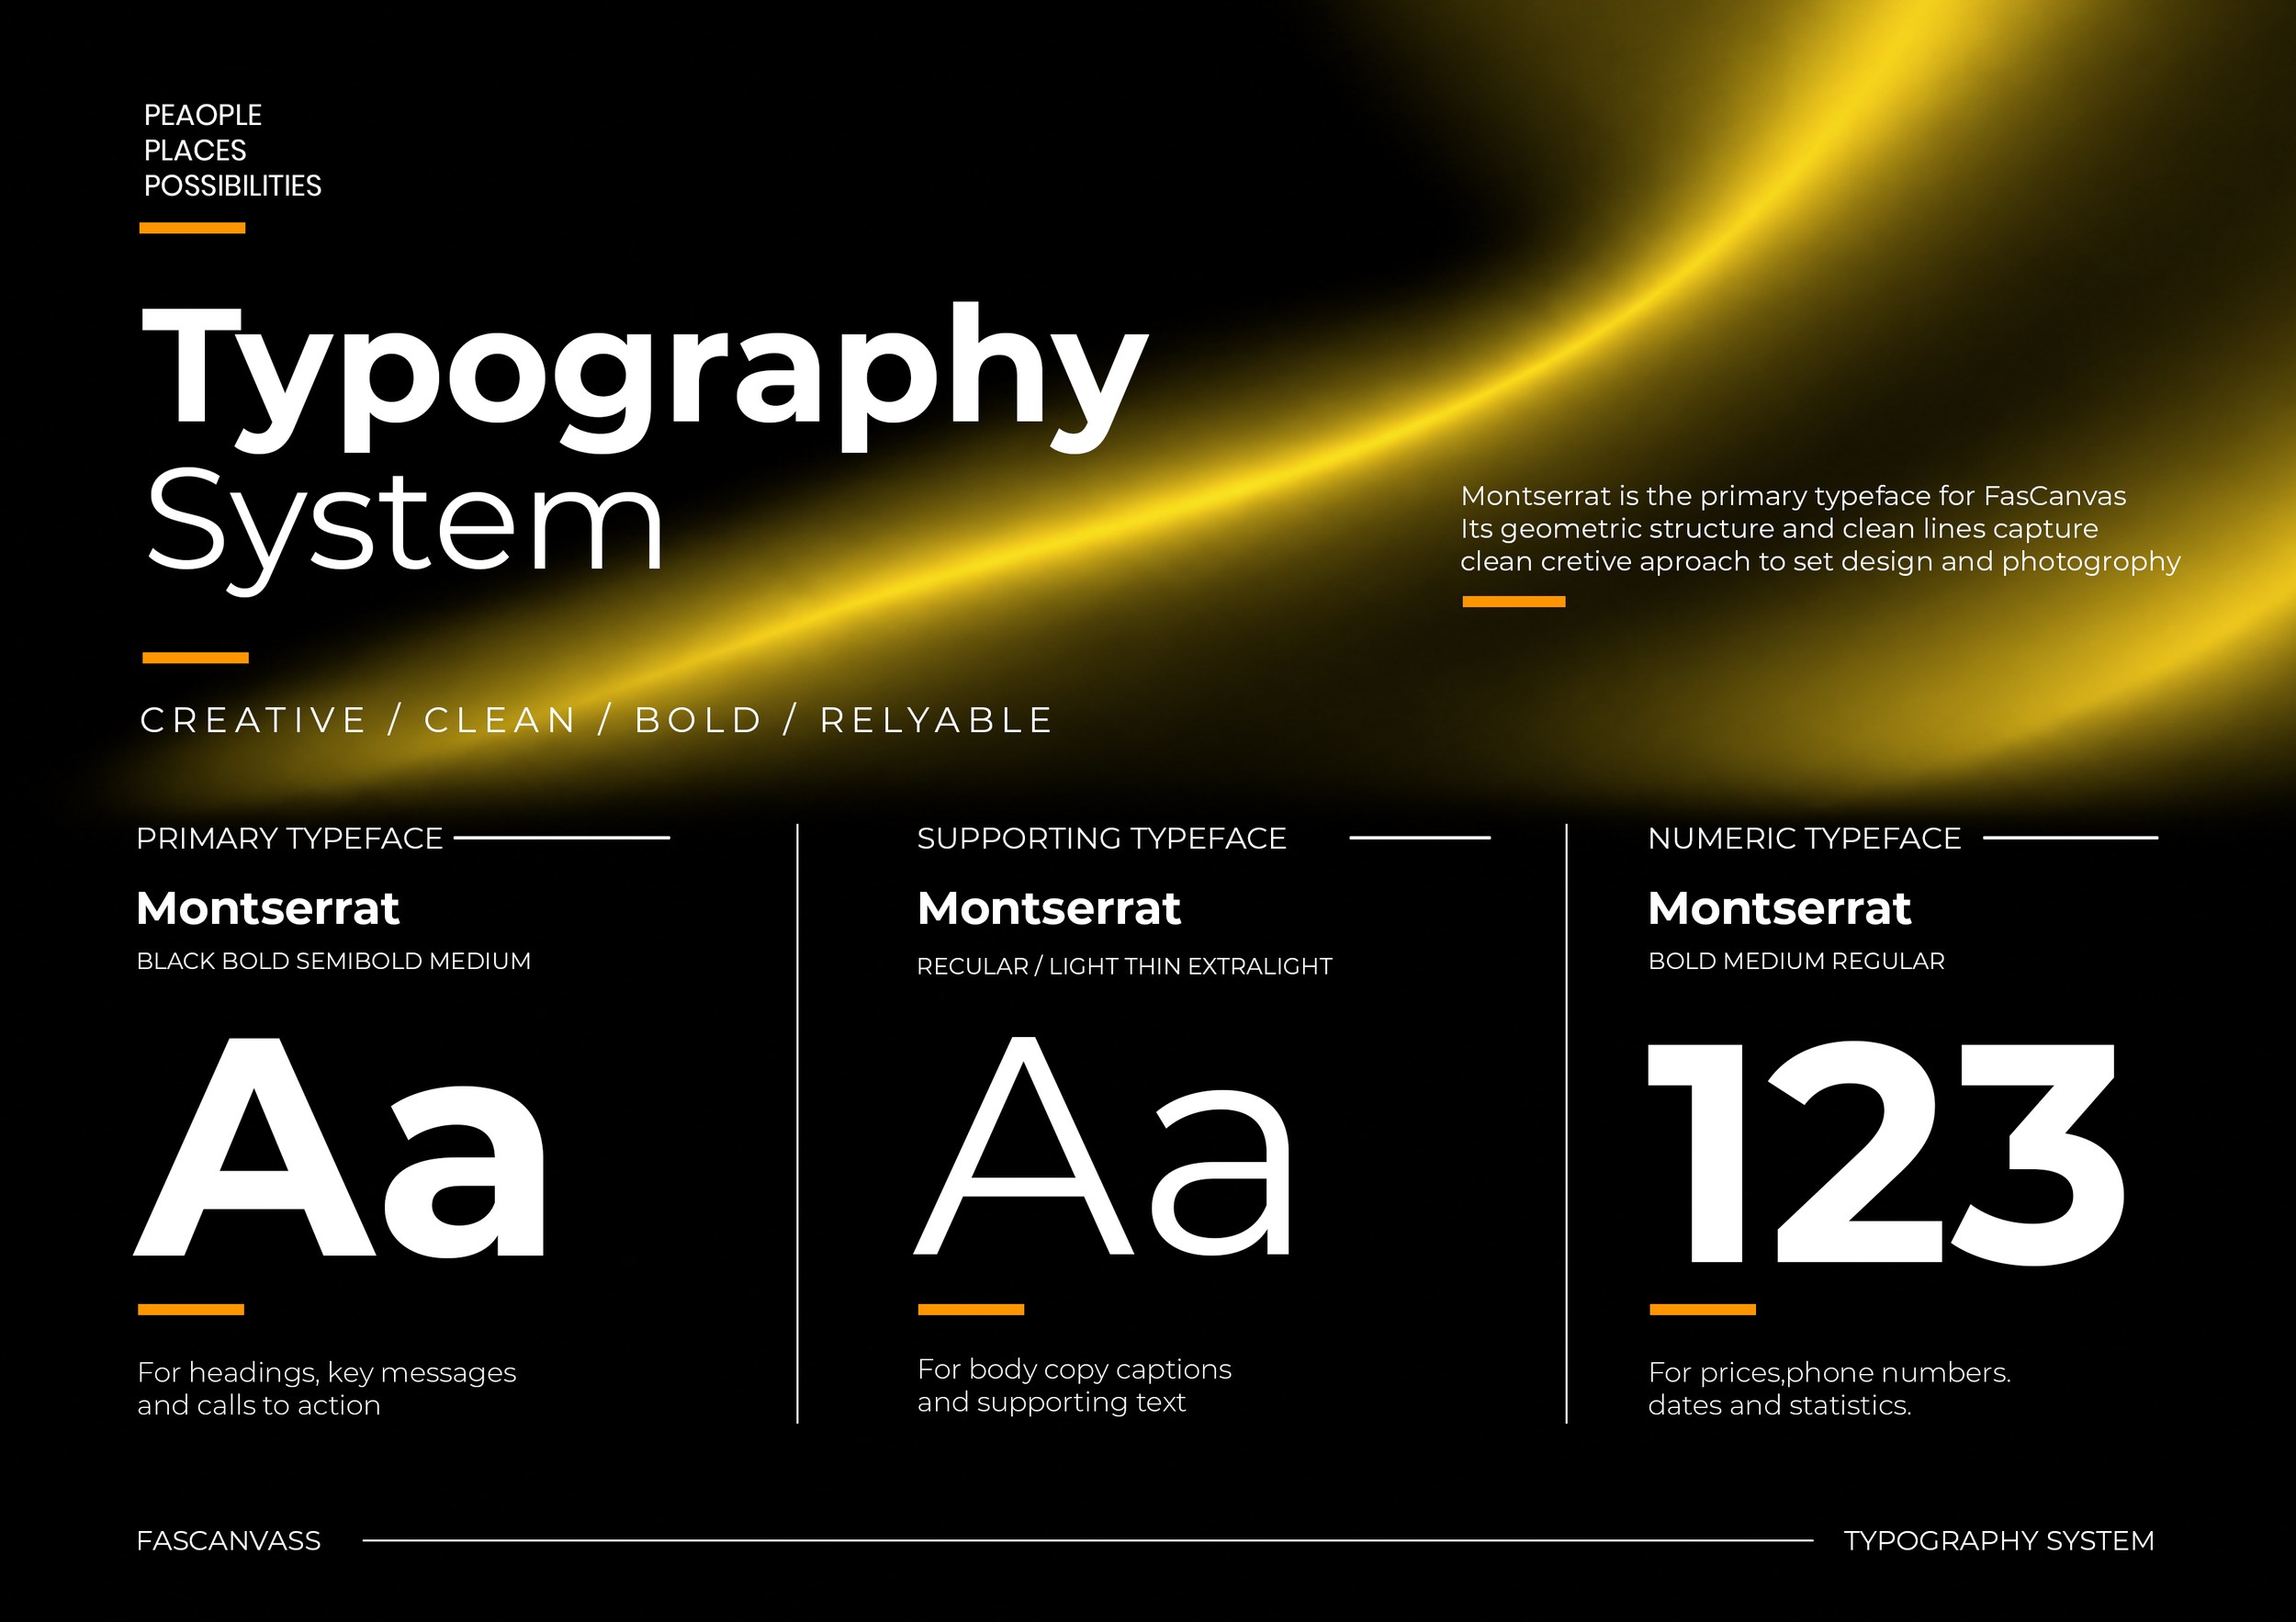 PEAOPLE
PLACES
POSSIBILITIES
Typography
System
Montserrat is the primary typeface for FasCanvas
Its geometric structure and clean lines capture
clean cretive aproach to set design and photography
CREATIVE / CLEAN / BOLD / RELYABLE
PRIMARY TYPEFACE
Montserrat
BLACK BOLD SEMIBOLD MEDIUM
Aa
For headings, key messages
and calls to action
SUPPORTING TYPEFACE
Montserrat
RECULAR / LIGHT THIN EXTRALIGHT
Aa
For body copy captions
and supporting text
NUMERIC TYPEFACE
Montserrat
BOLD MEDIUM REGULAR
123
For prices,phone numbers.
dates and statistics.
FASCANVASS
TYPOGRAPHY SYSTEM